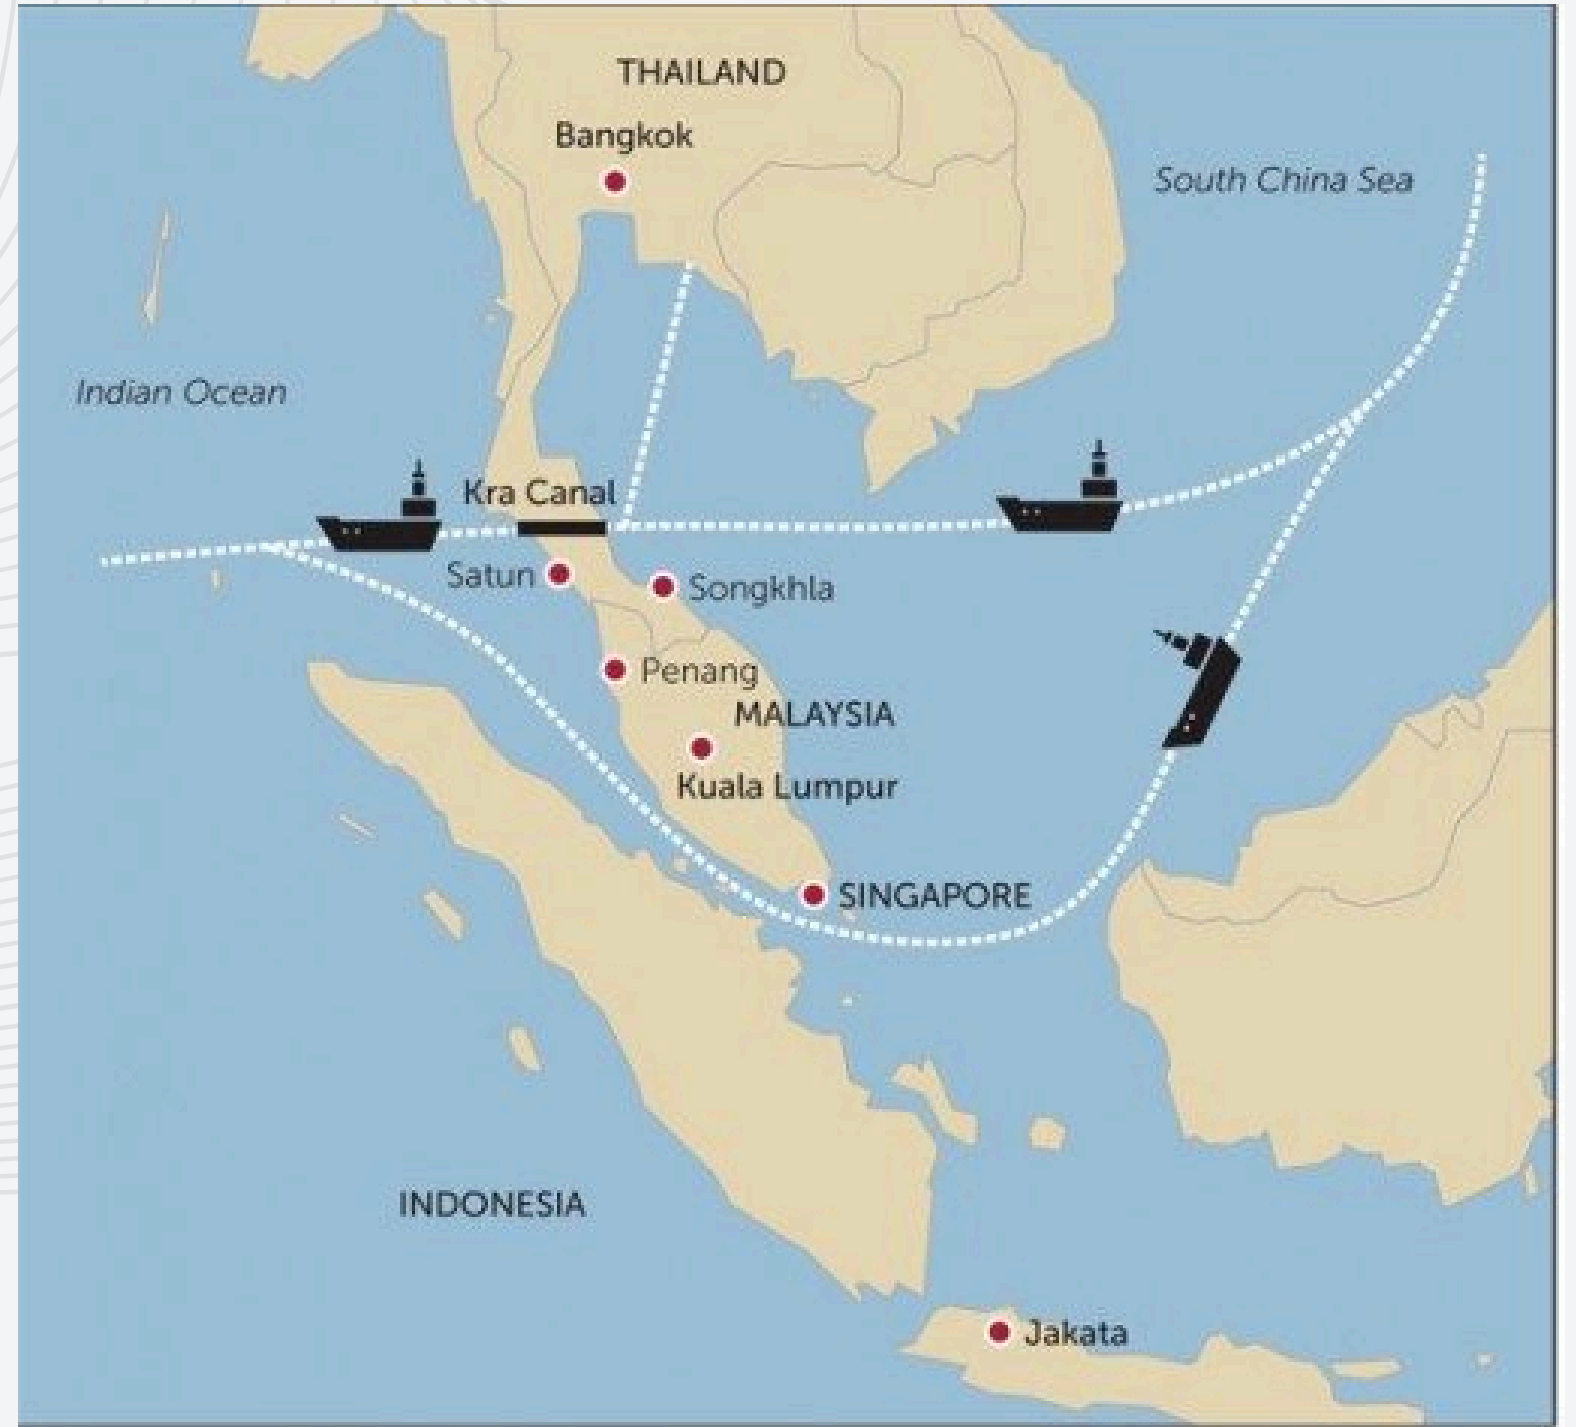 THAILAND
Bangkok
South China Sea
Indian Ocean
Kra Canal
Satun
Songkhla
Penang
MALAYSIA
Kuala Lumpur
SINGAPORE
INDONESIA
Jakata